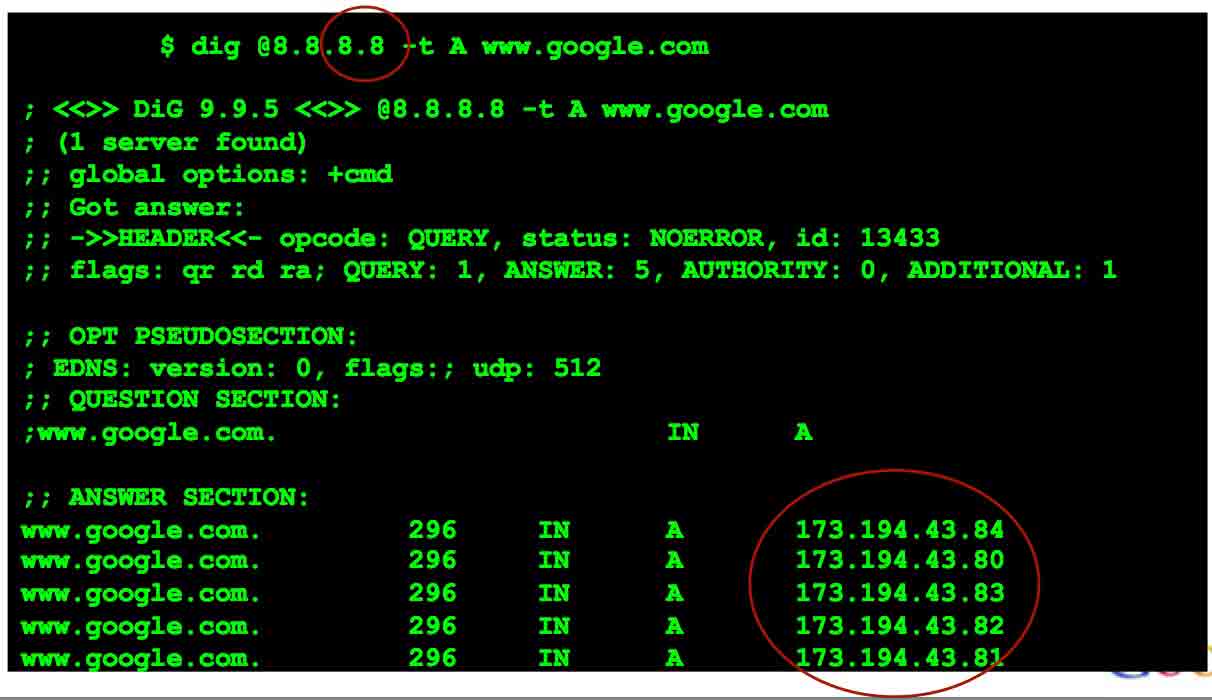 $ dig @8.8.8.8 -t A www.google.com
; <<>> DiG 9.9.5 <<>> @8.8.8.8 -t A www.google.com
; (1 server found)
;; global options: +cmd
;; Got answer:
;; ->>HEADER<<- opcode: QUERY, status: NOERROR, id: 13433
;; flags: qr rd ra; QUERY: 1, ANSWER: 5, AUTHORITY: 0, ADDITIONAL: 1
;; OPT PSEUDOSECTION:
; EDNS: version: 0, flags:; udp: 512
;; QUESTION SECTION:
;www.google.com. IN A
;; ANSWER SECTION:
www.google.com. 296 IN A 173.194.43.84
www.google.com. 296 IN A 173.194.43.80
www.google.com. 296 IN A 173.194.43.83
www.google.com. 296 IN A 173.194.43.82
www.google.com. 296 IN A 173.194.43.81